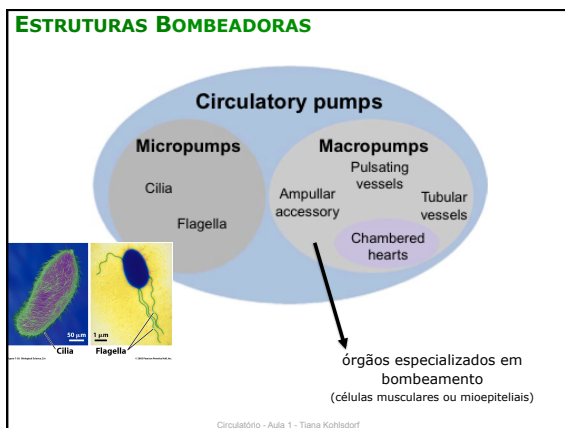 ESTRUTURAS BOMBEADORAS
Circulatory pumps
Micropumps
Cilia
Flagella
Macropumps
Pulsating
vessels
Ampullar
accessory
Tubular
vessels
Chambered
hearts
50 µm
Cilia
1 µm
Flagella
órgãos especializados em
bombeamento
(células musculares ou mioepiteliais)
Circulatório - Aula 1 - Tiana Kohlsdorf